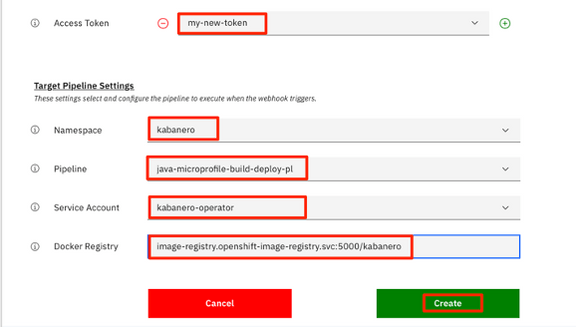 Access Token my-new-token
Target Pipeline Settings
These settings select and configure the pipeline to execute when the webhook triggers.
Namespace kabanero
Pipeline java-microprofile-build-deploy-pl
Service Account kabanero-operator
Docker Registry image-registry.openshift-image-registry.svc:5000/kabanero
Cancel Create